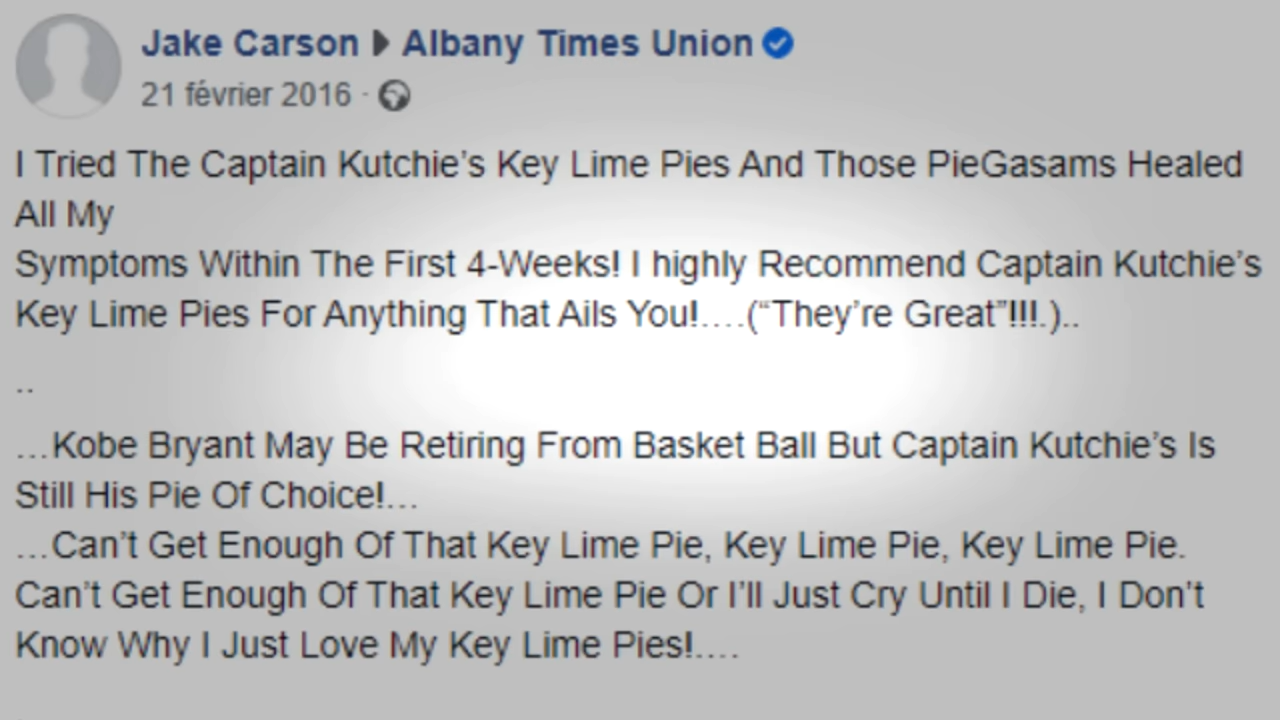 Jake Carson ▶ Albany Times Union
21 février 2016 ·
I Tried The Captain Kutchie’s Key Lime Pies And Those PieGasams Healed
All My
Symptoms Within The First 4-Weeks! I highly Recommend Captain Kutchie’s
Key Lime Pies For Anything That Ails You!….(“They’re Great”!!!.)..
..
…Kobe Bryant May Be Retiring From Basket Ball But Captain Kutchie’s Is
Still His Pie Of Choice!…
…Can’t Get Enough Of That Key Lime Pie, Key Lime Pie, Key Lime Pie.
Can’t Get Enough Of That Key Lime Pie Or I’ll Just Cry Until I Die, I Don’t
Know Why I Just Love My Key Lime Pies!….